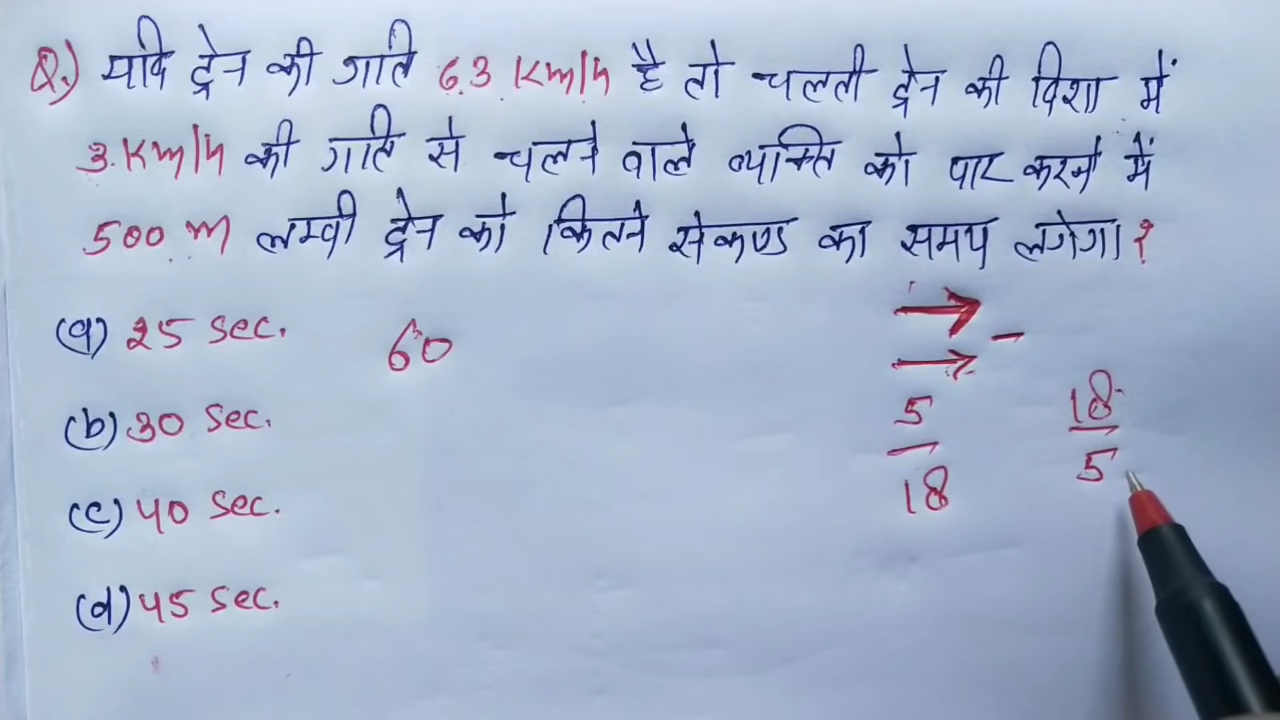 Q.) यदि ट्रेन की गति 63 Km/h है तो चलती ट्रेन की दिशा में
3 Km/h की गति से चलने वाले व्यक्ति को पार करने में
500 m लम्बी ट्रेन को कितने सेकण्ड का समय लगेगा?
(a) 25 sec.
60
-
(b) 30 sec.
5/18
18/5
(c) 40 sec.
(d) 45 sec.